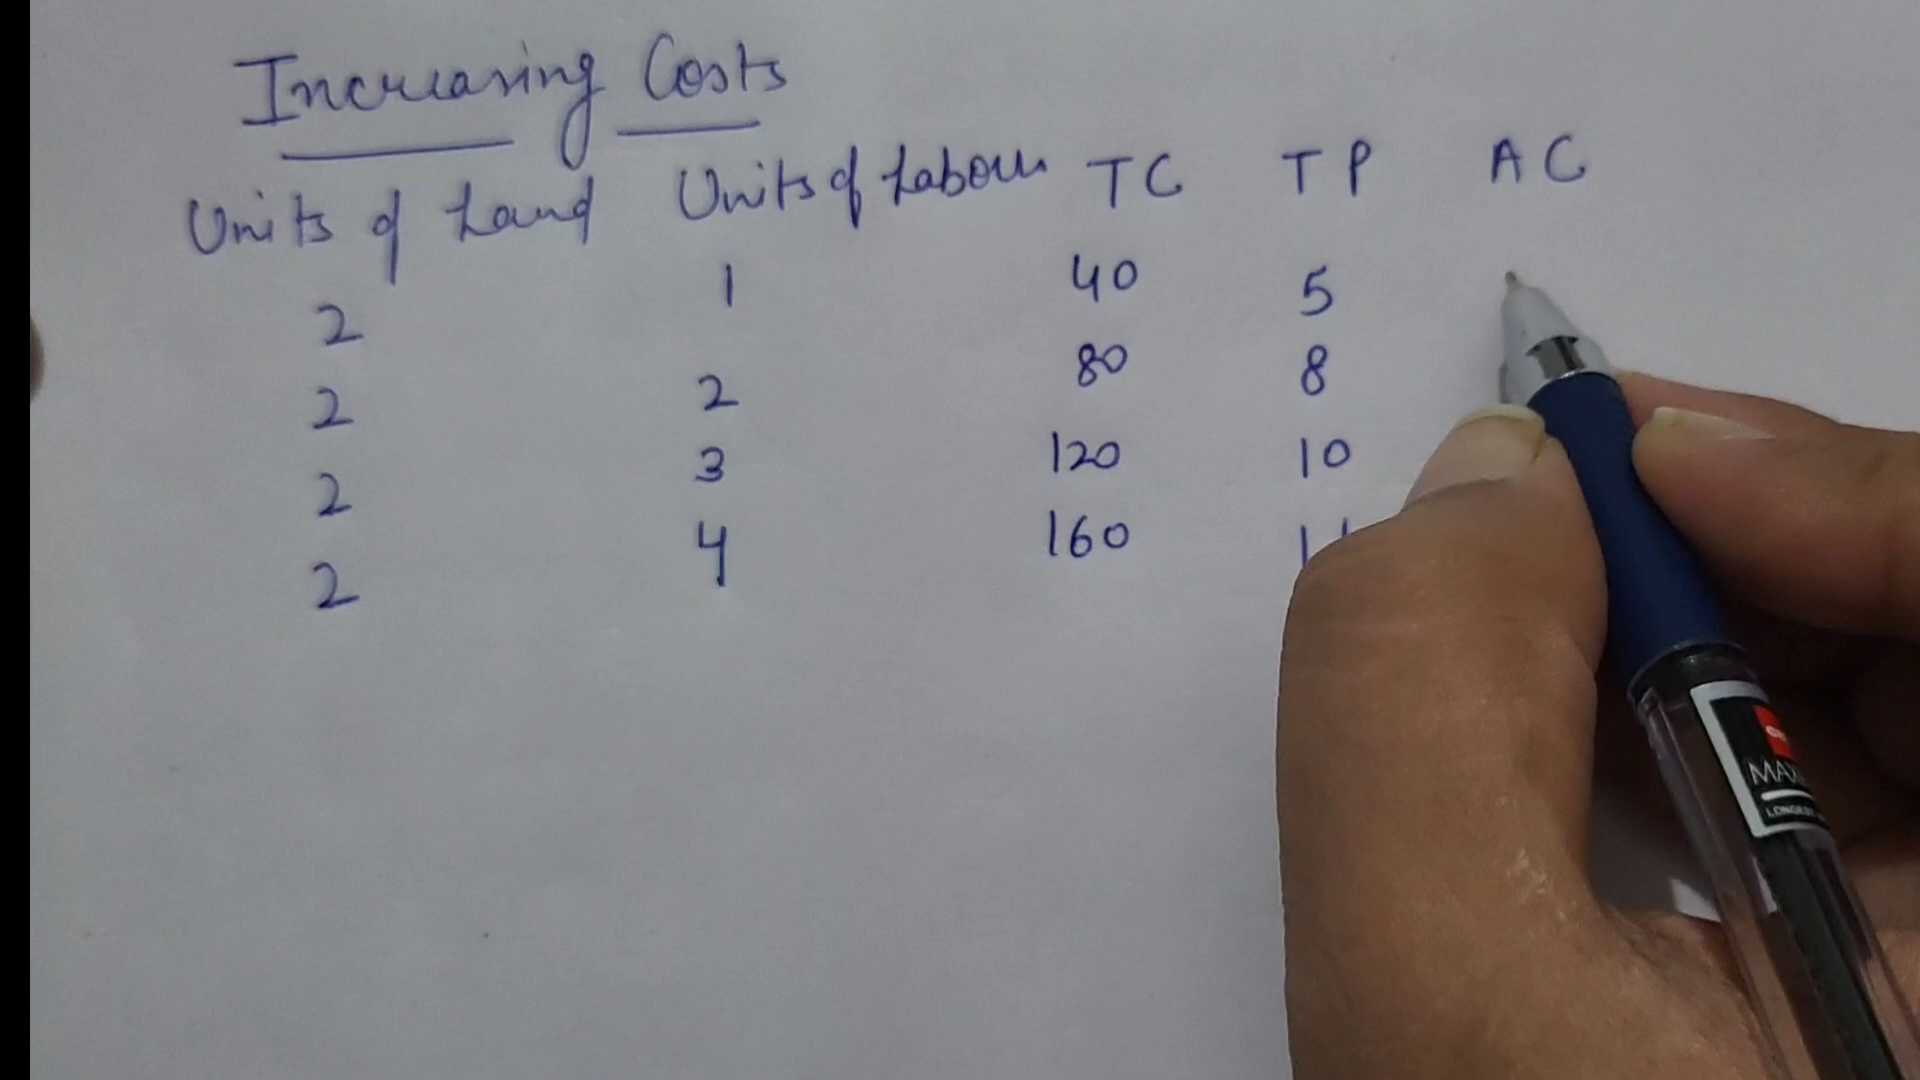 Increasing Costs
Units of Land Units of Labour TC TP AC
2 1 40 5
2 2 80 8
2 3 120 10
2 4 160